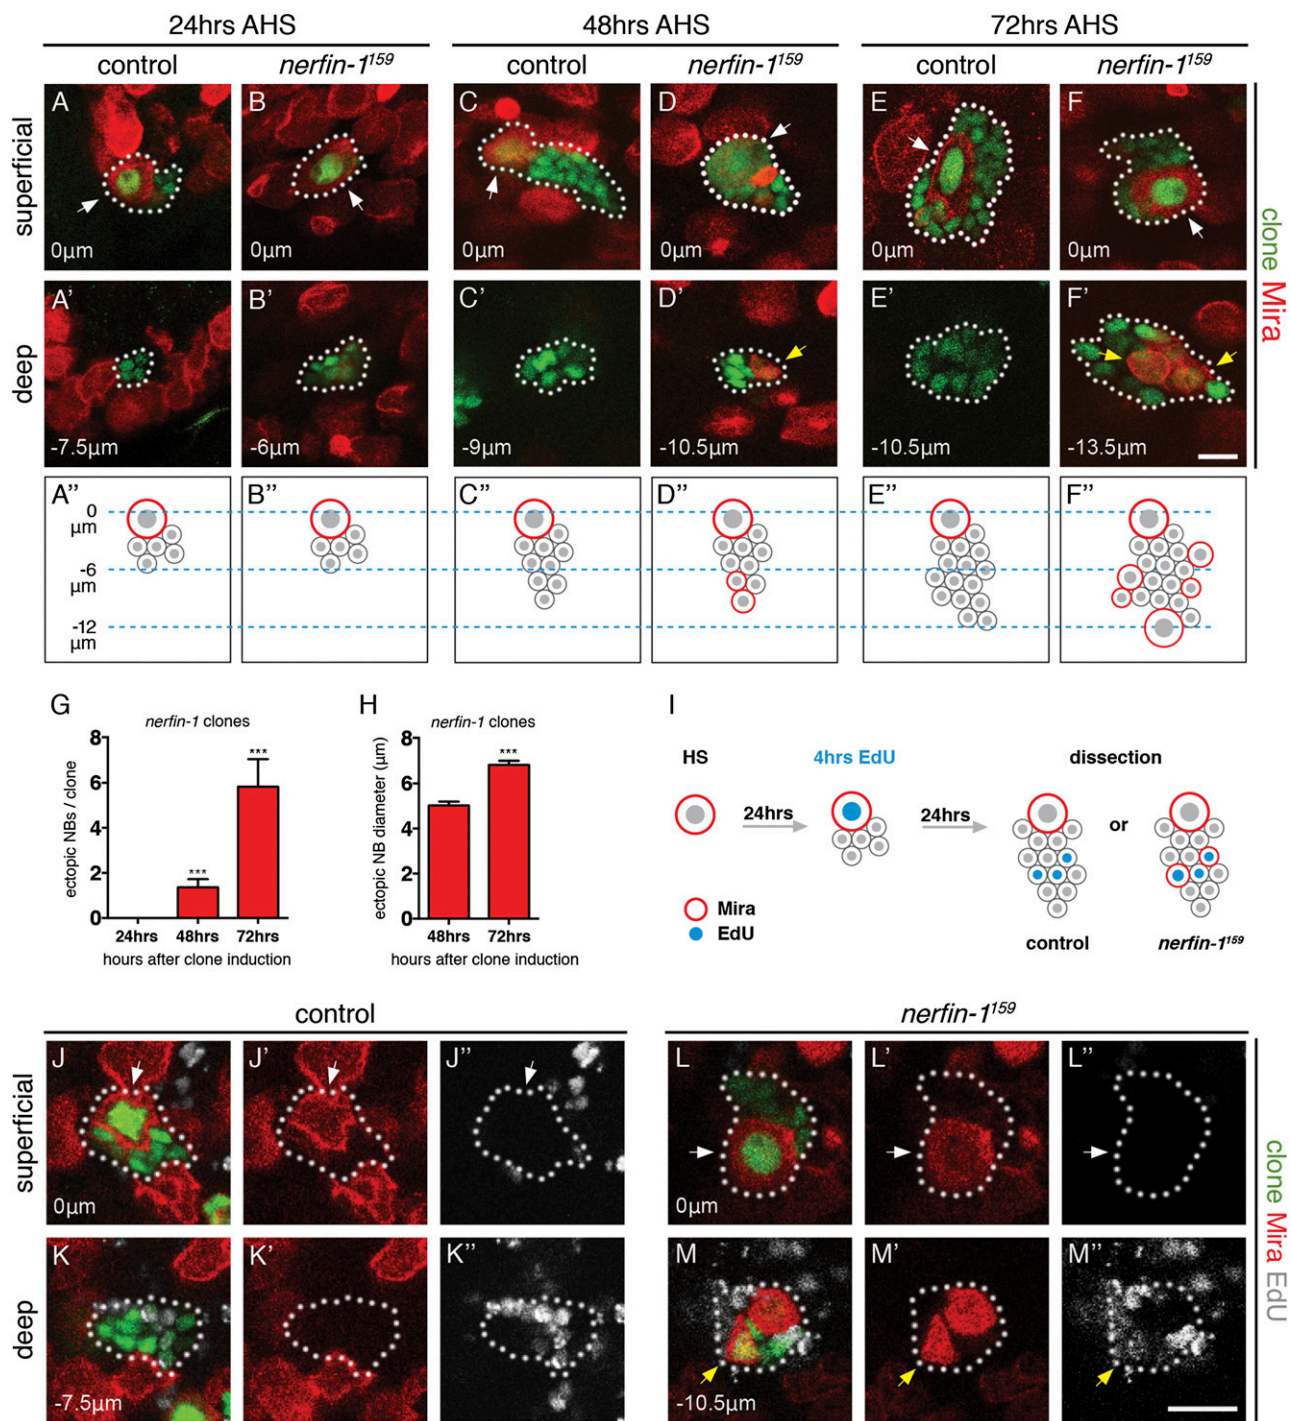 24hrs AHS 48hrs AHS 72hrs AHS
control nerfin-1¹⁵⁹ control nerfin-1¹⁵⁹ control nerfin-1¹⁵⁹
superficial
A B C D E F
0µm 0µm 0µm 0µm 0µm 0µm
deep
A' B' C' D' E' F'
-7.5µm -6µm -9µm -10.5µm -10.5µm -13.5µm
clone Mira
A'' B'' C'' D'' E'' F''
0
µm
-6
µm
-12
µm
G
nerfin-1 clones
ectopic NBs / clone
8
6
4
2
0
***
***
24hrs 48hrs 72hrs
hours after clone induction
H
nerfin-1 clones
ectopic NB diameter (µm)
8
6
4
2
0
***
48hrs 72hrs
hours after clone induction
I
HS 4hrs EdU dissection
24hrs 24hrs or
Mira
EdU
control nerfin-1¹⁵⁹
control nerfin-1¹⁵⁹
superficial
J J' J'' L L' L''
0µm 0µm
deep
K K' K'' M M' M''
-7.5µm -10.5µm
clone Mira EdU